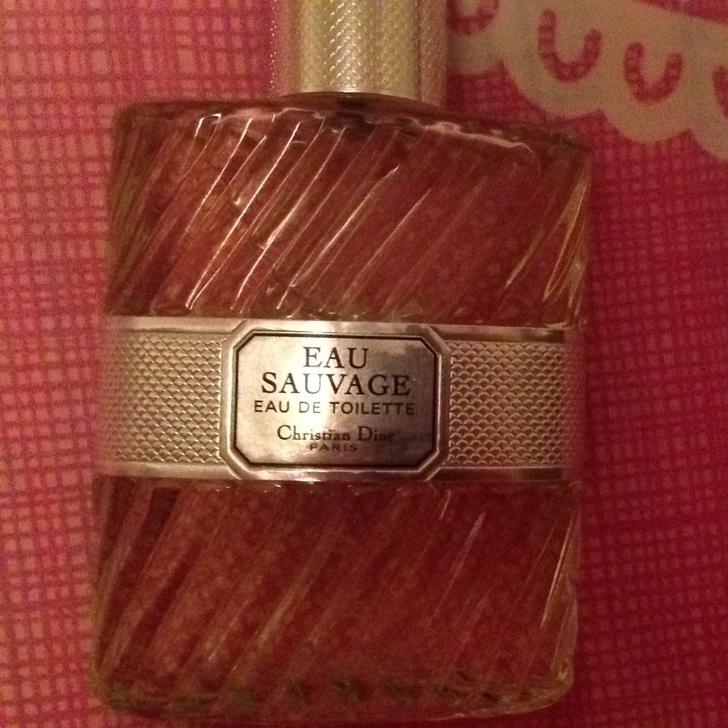 EAU
SAUVAGE
EAU DE TOILETTE
Christian Dior
PARIS